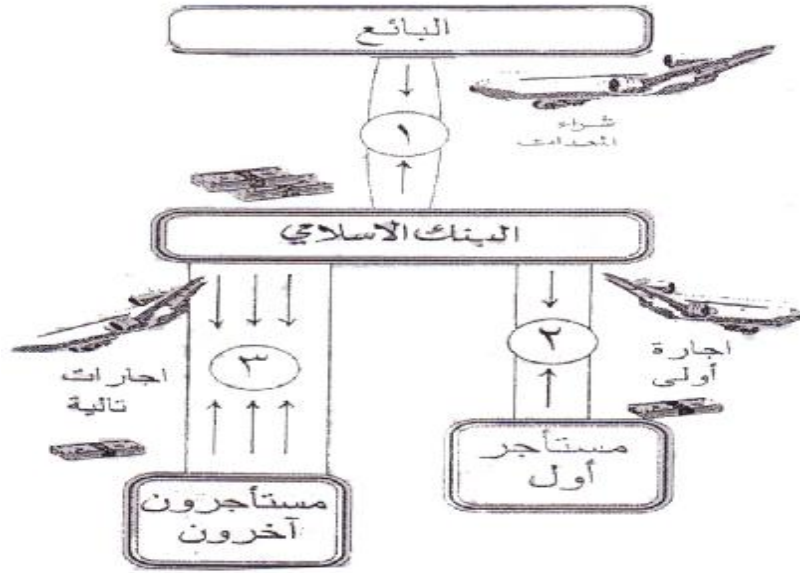 البائع
١
شراء
المعدات
البنك الاسلامي
٢
اجارة
أولى
٣
اجارات
تالية
مستأجر
أول
مستأجرون
آخرون